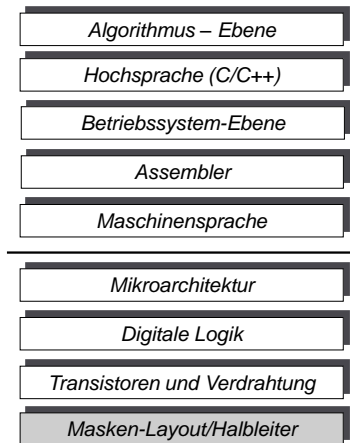 Algorithmus – Ebene
Hochsprache (C/C++)
Betriebssystem-Ebene
Assembler
Maschinensprache
Mikroarchitektur
Digitale Logik
Transistoren und Verdrahtung
Masken-Layout/Halbleiter